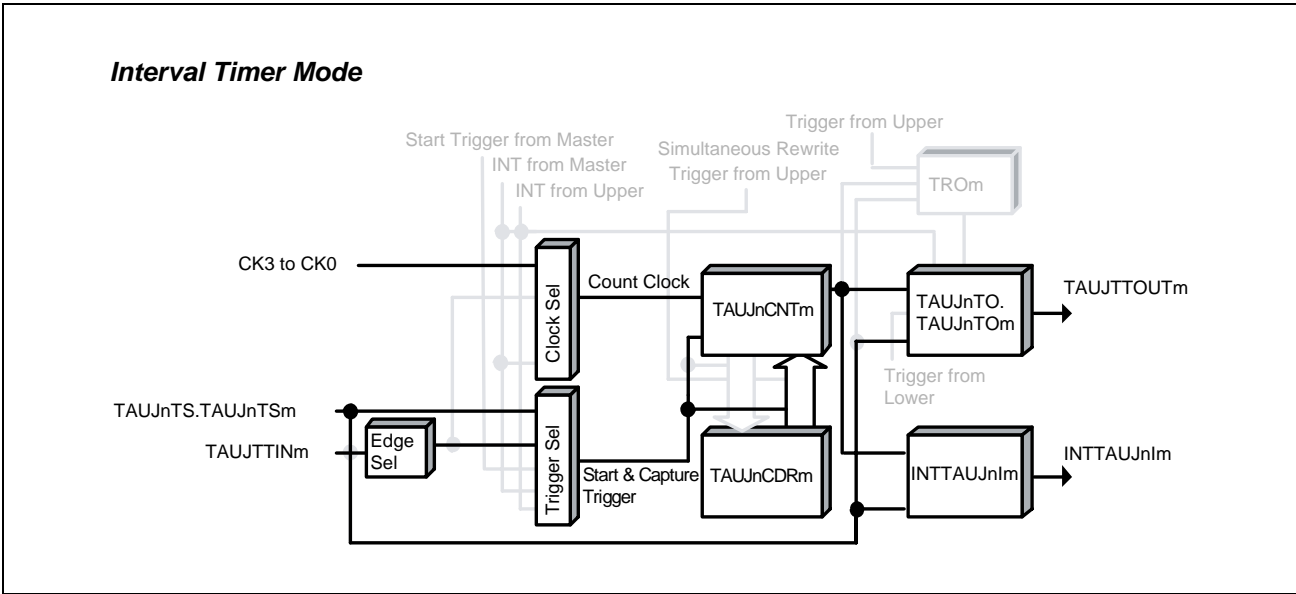 Interval Timer Mode
Trigger from Upper
Start Trigger from Master
Simultaneous Rewrite
Trigger from Upper
INT from Master
INT from Upper
TROm
CK3 to CK0
Clock Sel
Count Clock
TAUJnCNTm
TAUJnTO.
TAUJnTOm
TAUJTTOUTm
Trigger from
Lower
TAUJnTS.TAUJnTSm
TAUJTTINm
Edge
Sel
Trigger Sel
Start & Capture
Trigger
TAUJnCDRm
INTTAUJnIm
INTTAUJnIm